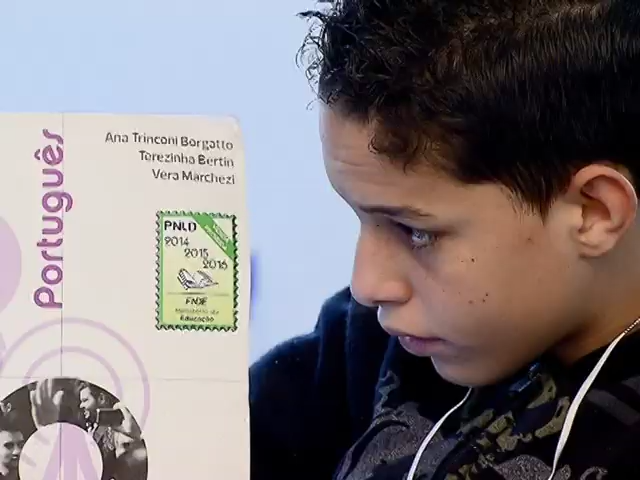 Português
Ana Trinconi Borgatto
Terezinha Bertin
Vera Marchezi
PNLD
2014
2015
2016
FNDE
Ministério da
Educação